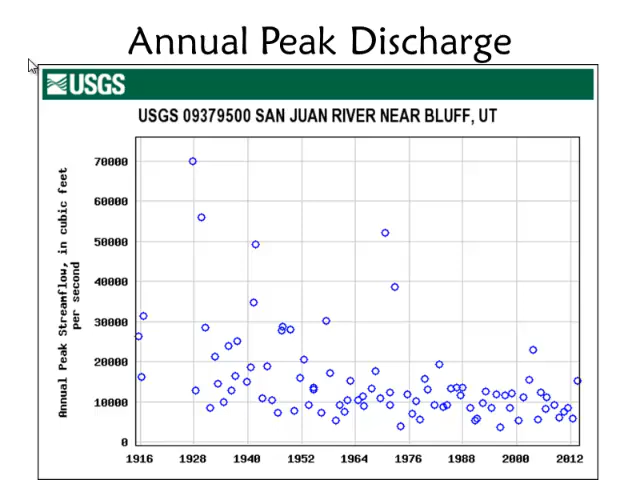 Annual Peak Discharge
USGS
USGS 09379500 SAN JUAN RIVER NEAR BLUFF, UT
Annual Peak Streamflow, in cubic feet
per second
70000
60000
50000
40000
30000
20000
10000
0
1916 1928 1940 1952 1964 1976 1988 2000 2012